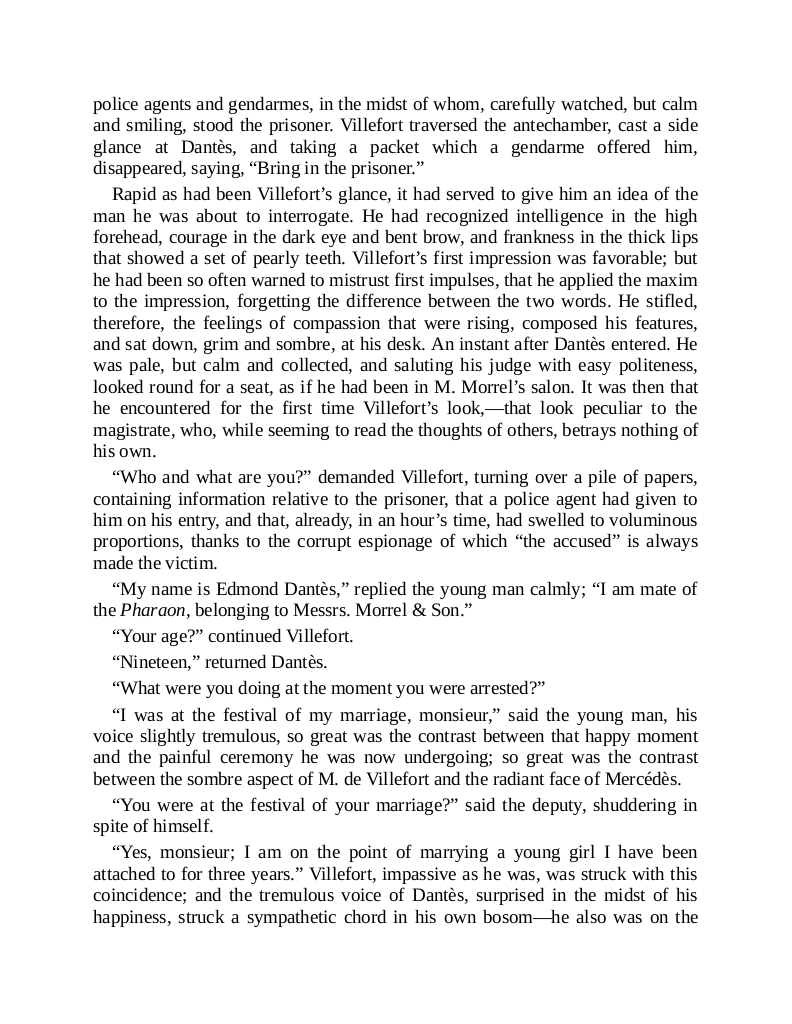 police agents and gendarmes, in the midst of whom, carefully watched, but calm
and smiling, stood the prisoner. Villefort traversed the antechamber, cast a side
glance at Dantès, and taking a packet which a gendarme offered him,
disappeared, saying, “Bring in the prisoner.”
Rapid as had been Villefort’s glance, it had served to give him an idea of the
man he was about to interrogate. He had recognized intelligence in the high
forehead, courage in the dark eye and bent brow, and frankness in the thick lips
that showed a set of pearly teeth. Villefort’s first impression was favorable; but
he had been so often warned to mistrust first impulses, that he applied the maxim
to the impression, forgetting the difference between the two words. He stifled,
therefore, the feelings of compassion that were rising, composed his features,
and sat down, grim and sombre, at his desk. An instant after Dantès entered. He
was pale, but calm and collected, and saluting his judge with easy politeness,
looked round for a seat, as if he had been in M. Morrel’s salon. It was then that
he encountered for the first time Villefort’s look,—that look peculiar to the
magistrate, who, while seeming to read the thoughts of others, betrays nothing of
his own.
“Who and what are you?” demanded Villefort, turning over a pile of papers,
containing information relative to the prisoner, that a police agent had given to
him on his entry, and that, already, in an hour’s time, had swelled to voluminous
proportions, thanks to the corrupt espionage of which “the accused” is always
made the victim.
“My name is Edmond Dantès,” replied the young man calmly; “I am mate of
the Pharaon, belonging to Messrs. Morrel & Son.”
“Your age?” continued Villefort.
“Nineteen,” returned Dantès.
“What were you doing at the moment you were arrested?”
“I was at the festival of my marriage, monsieur,” said the young man, his
voice slightly tremulous, so great was the contrast between that happy moment
and the painful ceremony he was now undergoing; so great was the contrast
between the sombre aspect of M. de Villefort and the radiant face of Mercédès.
“You were at the festival of your marriage?” said the deputy, shuddering in
spite of himself.
“Yes, monsieur; I am on the point of marrying a young girl I have been
attached to for three years.” Villefort, impassive as he was, was struck with this
coincidence; and the tremulous voice of Dantès, surprised in the midst of his
happiness, struck a sympathetic chord in his own bosom—he also was on the